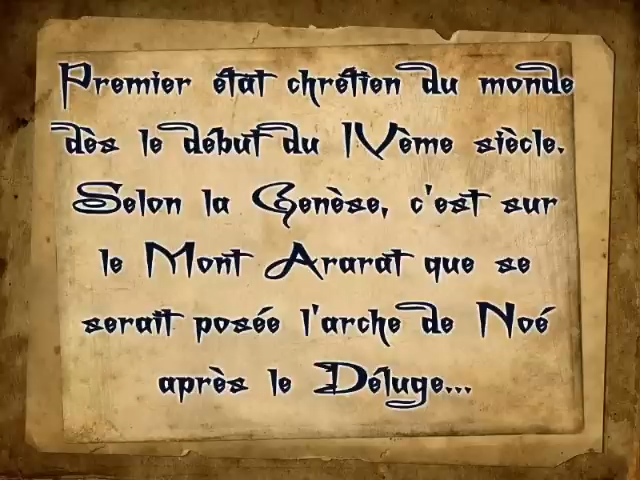 Premier état chrétien du monde
dès le début du IVème siècle.
Selon la Genèse, c'est sur
le Mont Ararat que se
serait posée l'arche de Noé
après le Déluge...